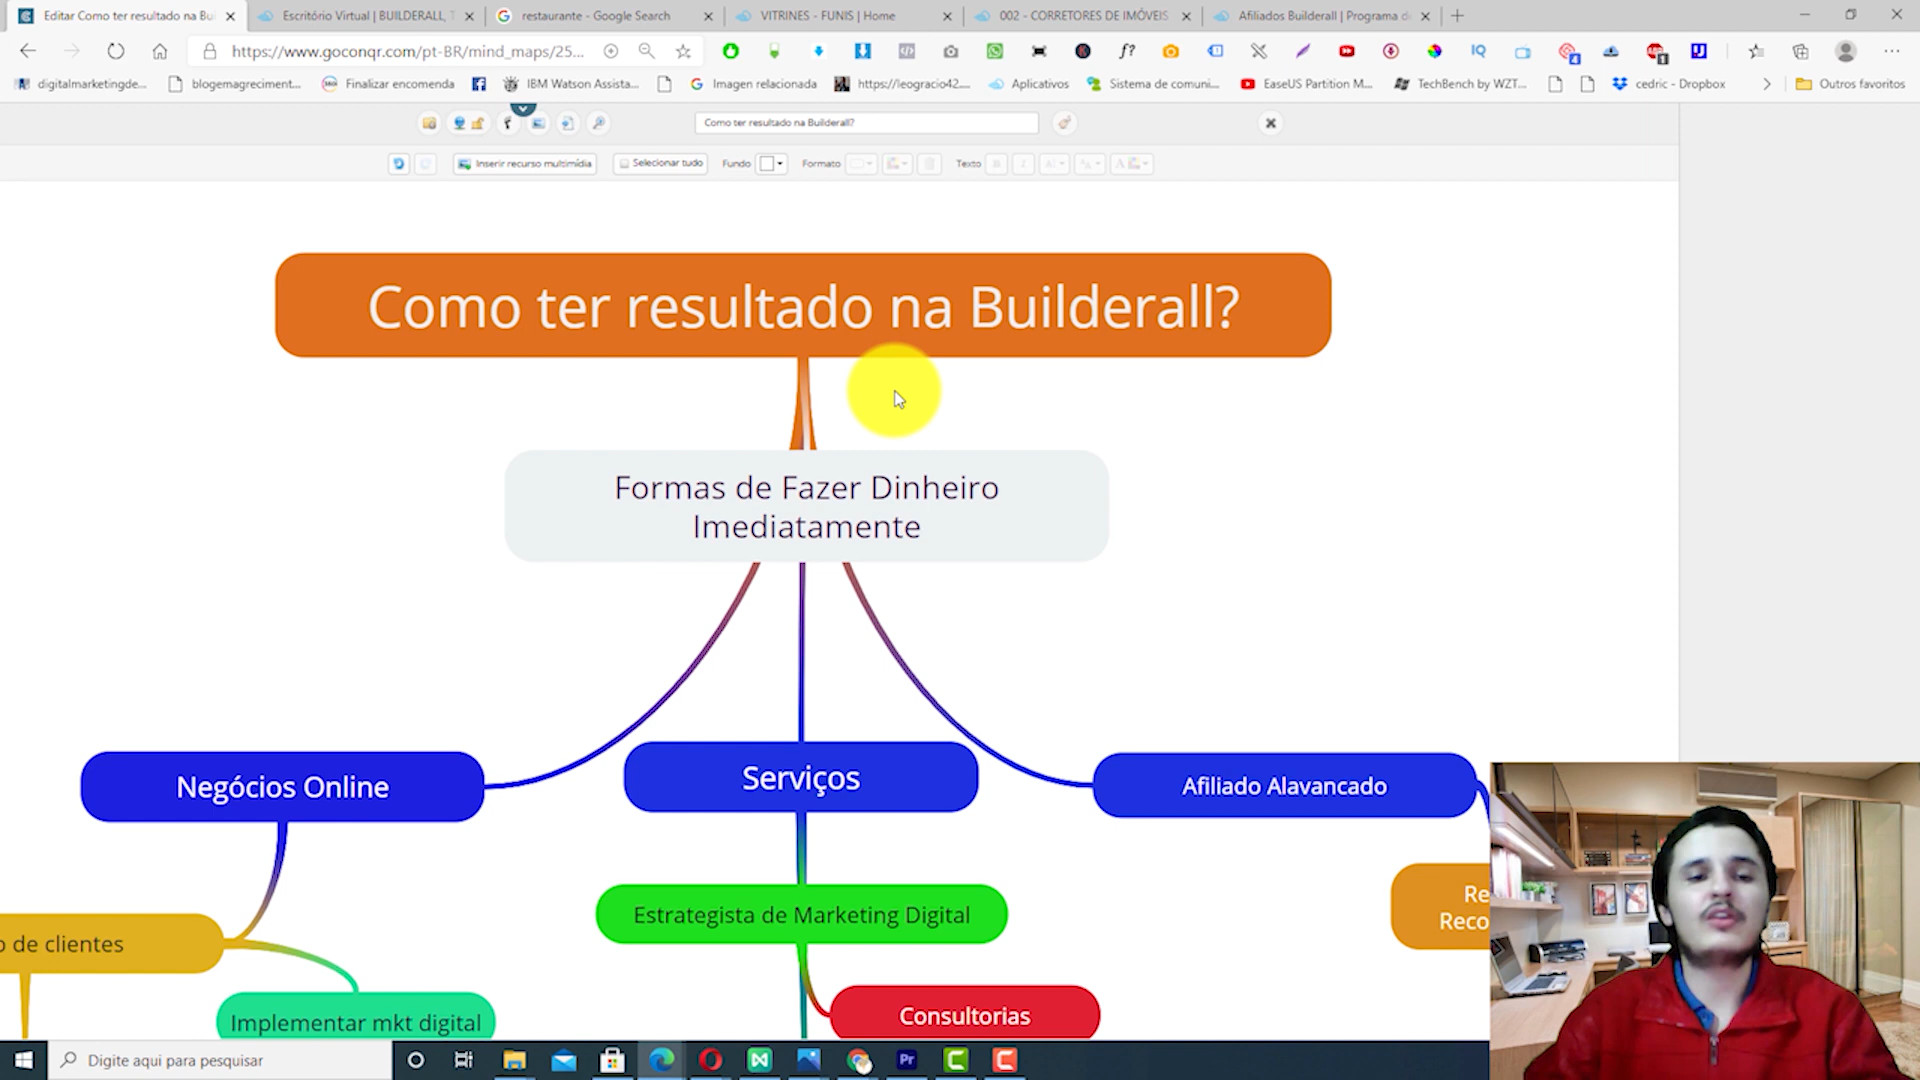 Editar Como ter resultado na Bui
Escritório Virtual | BUILDERALL, T
restaurante - Google Search
VITRINES - FUNIS | Home
002 - CORRETORES DE IMÓVEIS
Afiliados Builderall | Programa de
https://www.goconqr.com/pt-BR/mind_maps/25...
digitalmarketingde...
blogemagreciment...
Finalizar encomenda
IBM Watson Assista...
Imagen relacionada
https://leogracio42....
Aplicativos
Sistema de comuni...
EaseUS Partition M...
TechBench by WZT...
cedric - Dropbox
Outros favoritos
Como ter resultado na Builderall?
Inserir recurso multimídia
Selecionar tudo
Fundo
Formato
Texto
Como ter resultado na Builderall?
Formas de Fazer Dinheiro
Imediatamente
Negócios Online
Serviços
Afiliado Alavancado
Estrategista de Marketing Digital
Re
Reco
o de clientes
Implementar mkt digital
Consultorias
Digite aqui para pesquisar